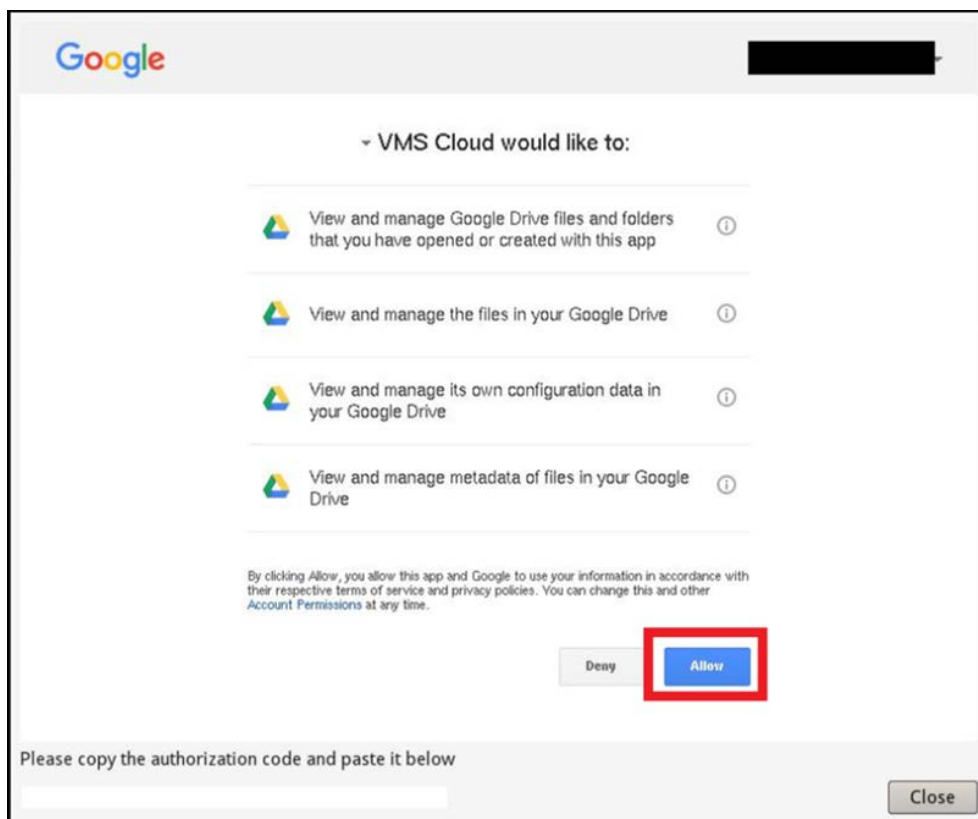 Google
VMS Cloud would like to:
View and manage Google Drive files and folders
that you have opened or created with this app
View and manage the files in your Google Drive
View and manage its own configuration data in
your Google Drive
View and manage metadata of files in your Google
Drive
By clicking Allow, you allow this app and Google to use your information in accordance with
their respective terms of service and privacy policies. You can change this and other
Account Permissions at any time.
Deny
Allow
Please copy the authorization code and paste it below
Close